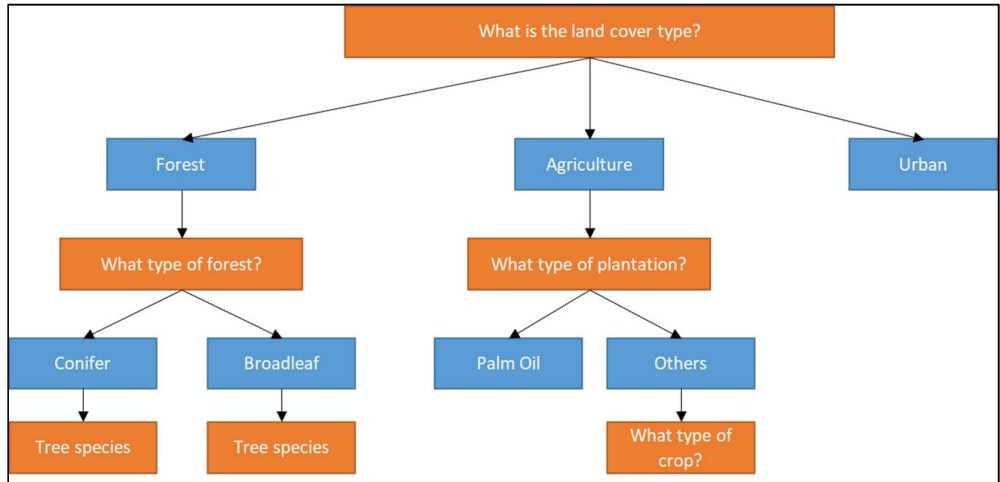 What is the land cover type?
Forest
Agriculture
Urban
What type of forest?
What type of plantation?
Conifer
Broadleaf
Palm Oil
Others
Tree species
Tree species
What type of
crop?